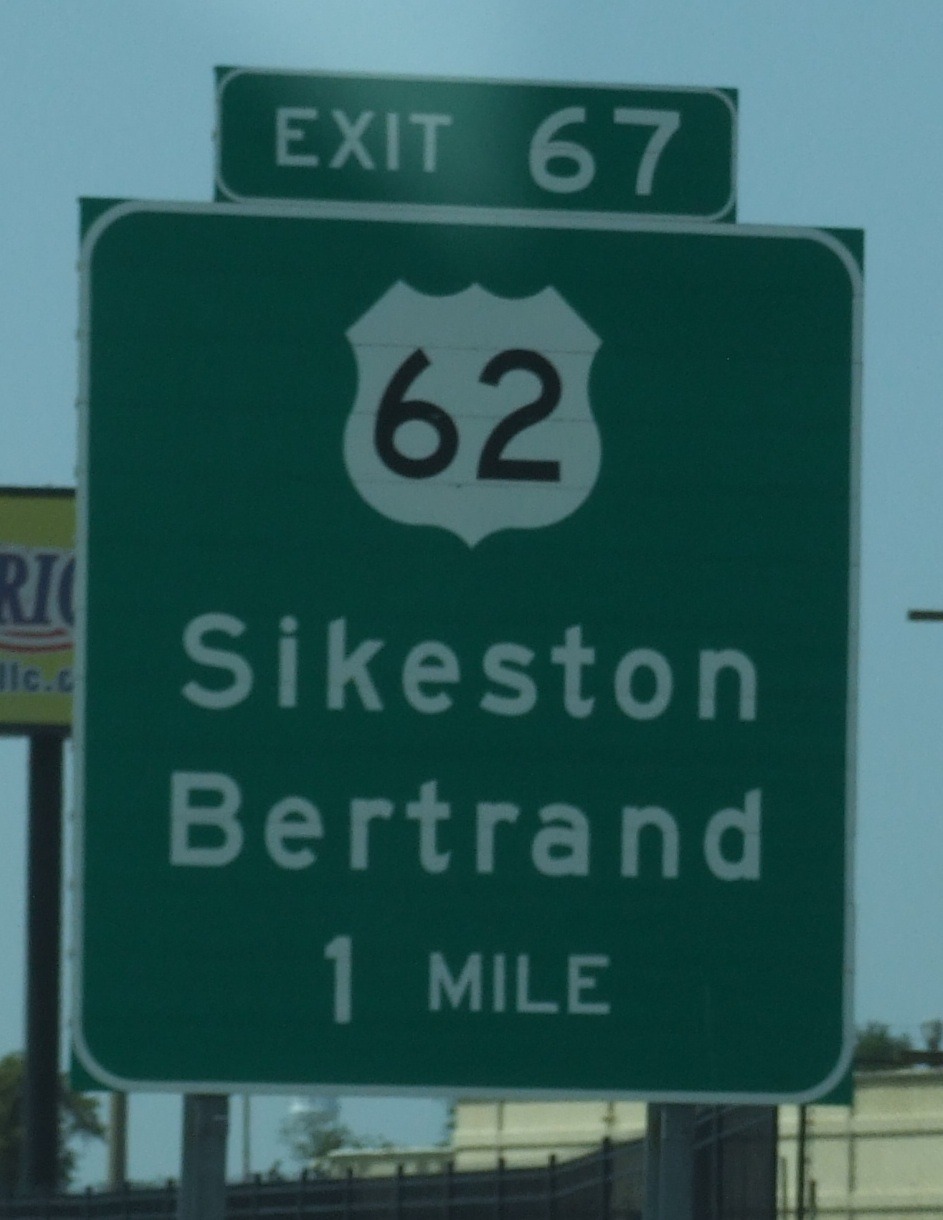 EXIT 67
62
Sikeston
Bertrand
1 MILE